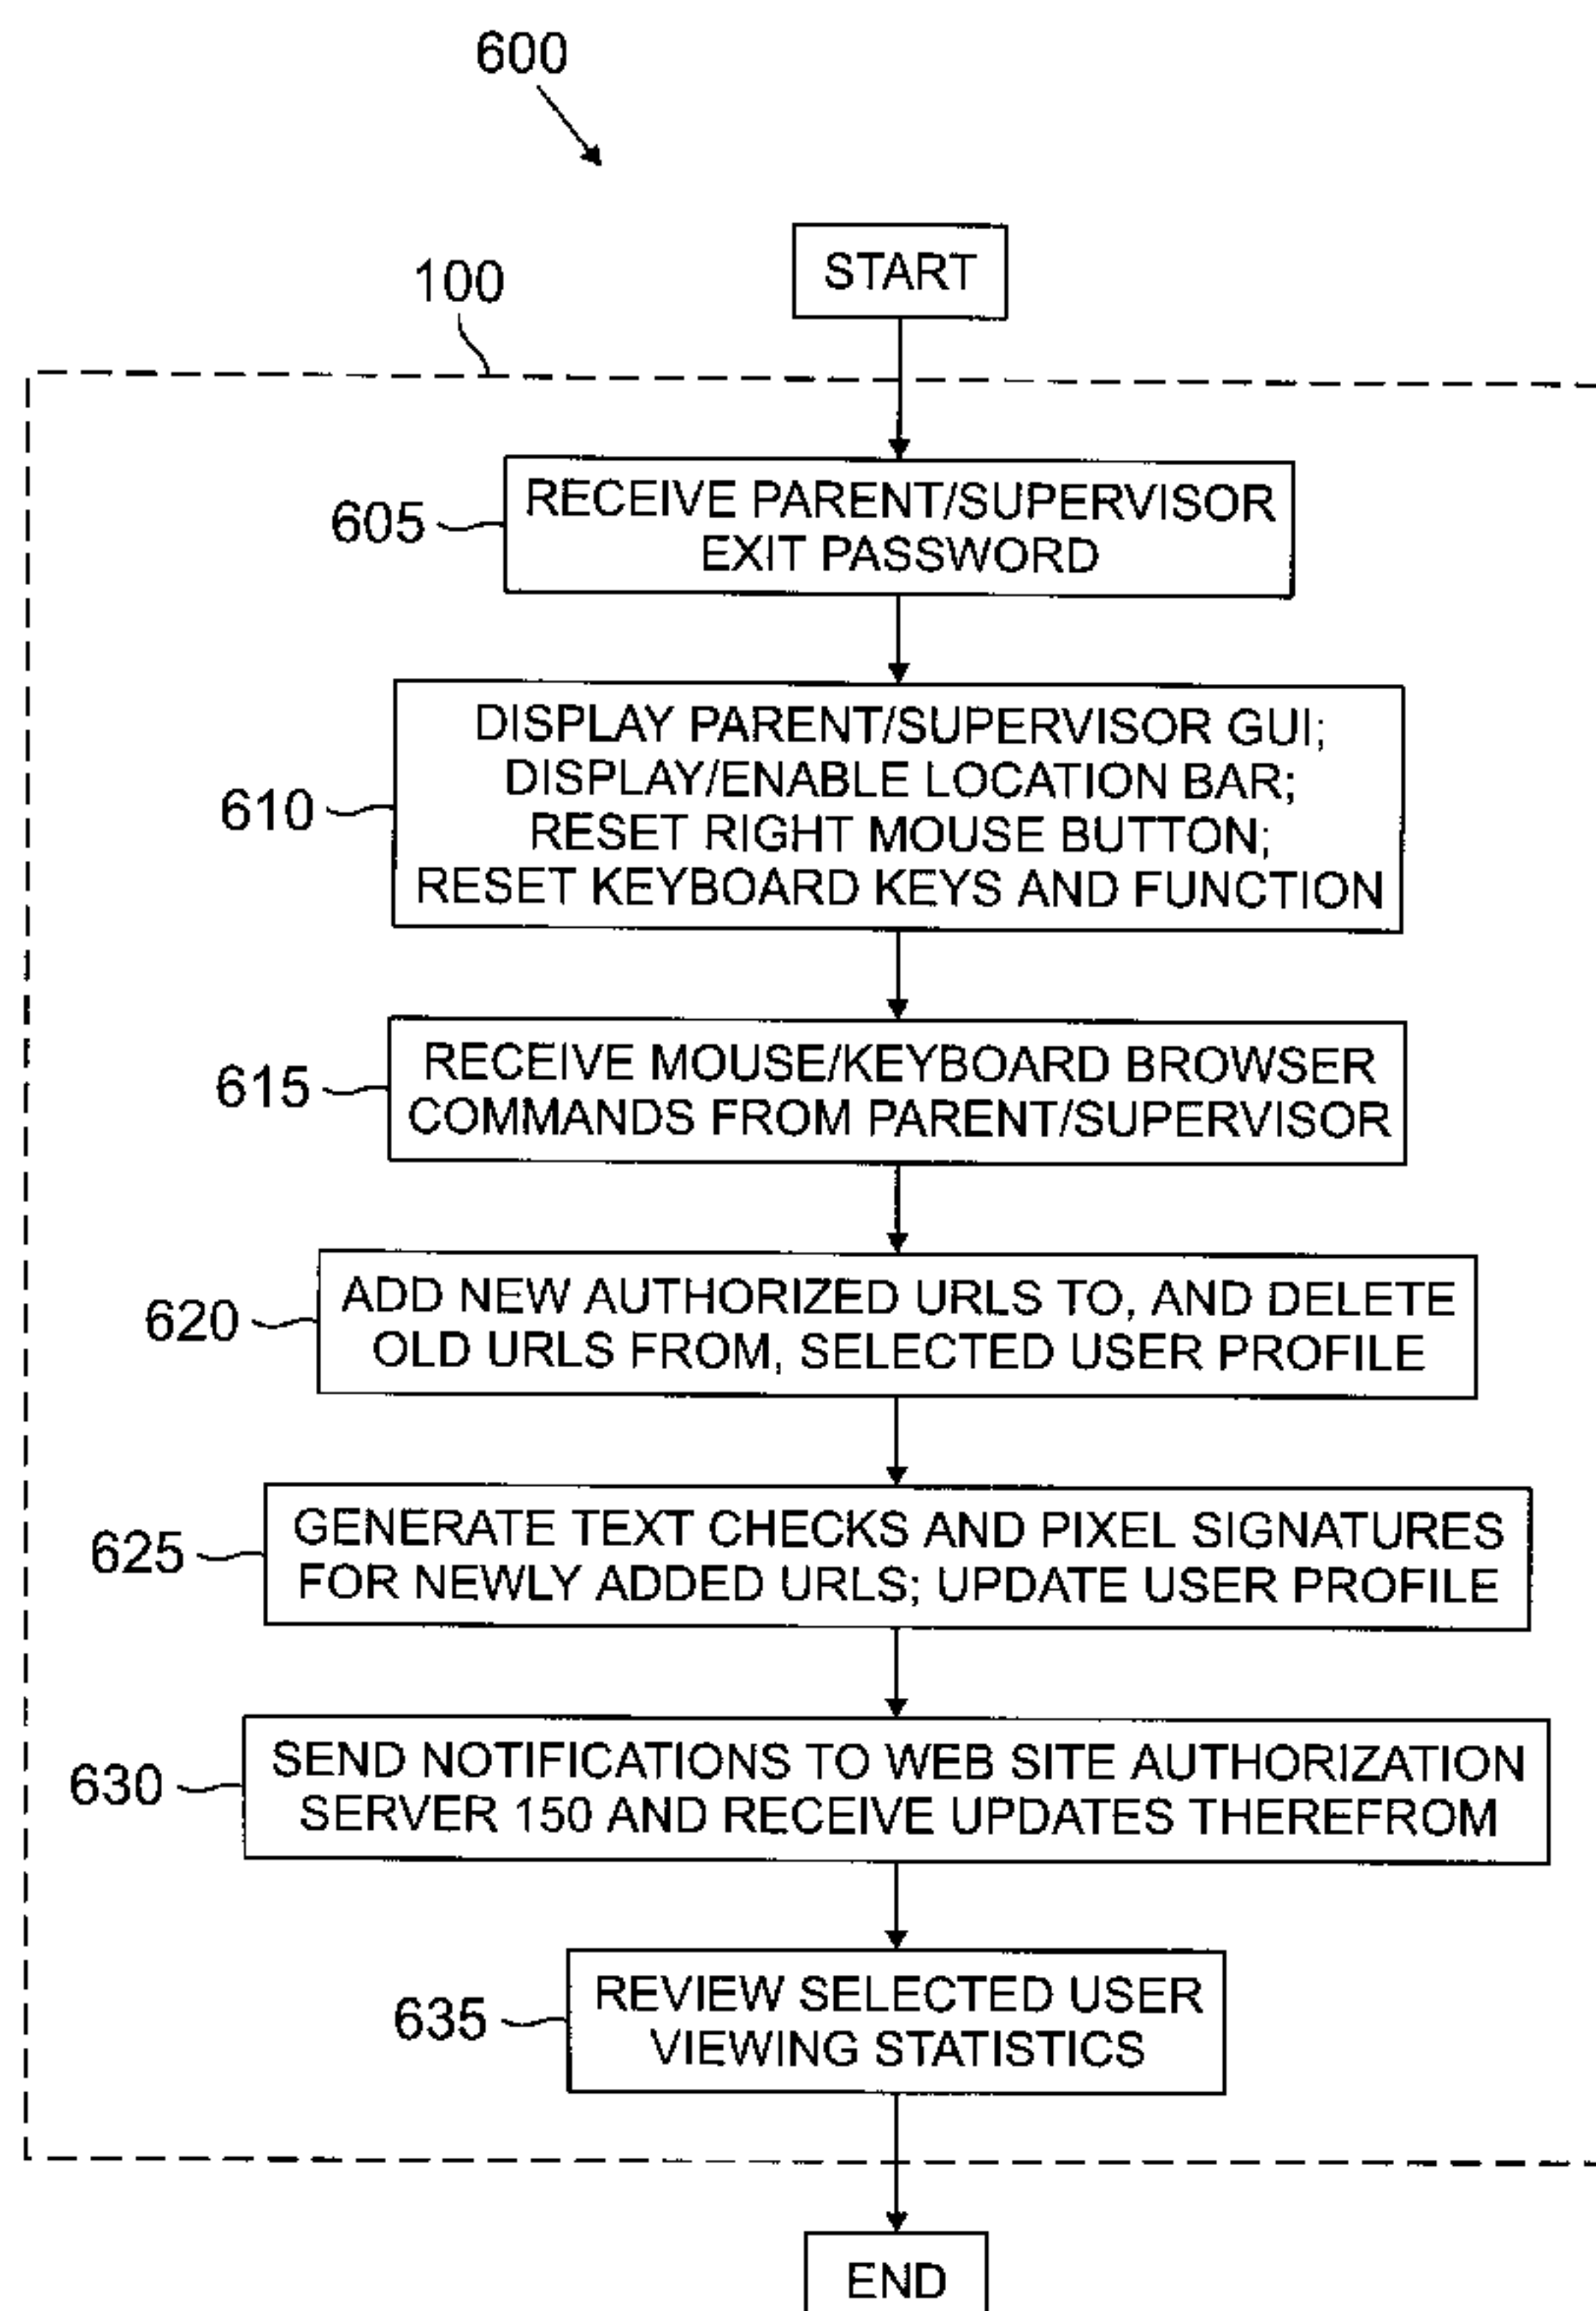 600
START
100
605
RECEIVE PARENT/SUPERVISOR
EXIT PASSWORD
610
DISPLAY PARENT/SUPERVISOR GUI;
DISPLAY/ENABLE LOCATION BAR;
RESET RIGHT MOUSE BUTTON;
RESET KEYBOARD KEYS AND FUNCTION
615
RECEIVE MOUSE/KEYBOARD BROWSER
COMMANDS FROM PARENT/SUPERVISOR
620
ADD NEW AUTHORIZED URLS TO, AND DELETE
OLD URLS FROM, SELECTED USER PROFILE
625
GENERATE TEXT CHECKS AND PIXEL SIGNATURES
FOR NEWLY ADDED URLS; UPDATE USER PROFILE
630
SEND NOTIFICATIONS TO WEB SITE AUTHORIZATION
SERVER 150 AND RECEIVE UPDATES THEREFROM
635
REVIEW SELECTED USER
VIEWING STATISTICS
END